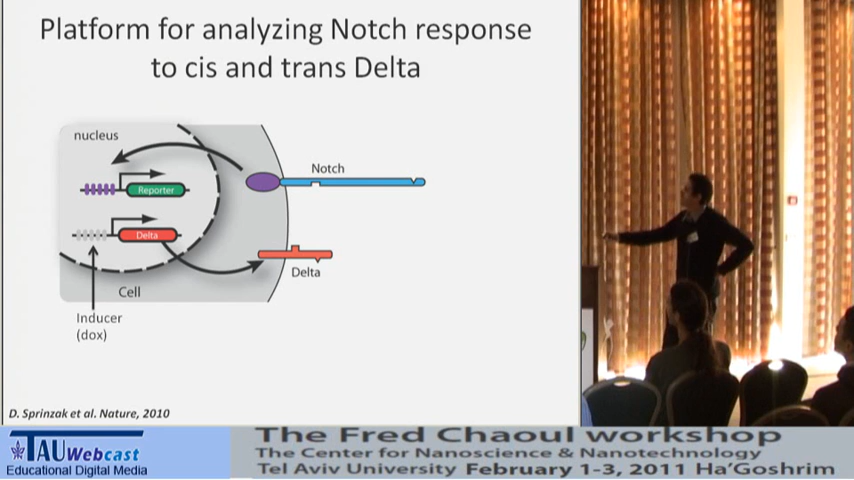 Platform for analyzing Notch response
to cis and trans Delta
nucleus
Notch
Reporter
Delta
Delta
Cell
Inducer
(dox)
D. Sprinzak et al. Nature, 2010
TAU Webcast
Educational Digital Media
The Fred Chaoul workshop
The Center for Nanoscience & Nanotechnology
Tel Aviv University February 1-3, 2011 Ha'Goshrim